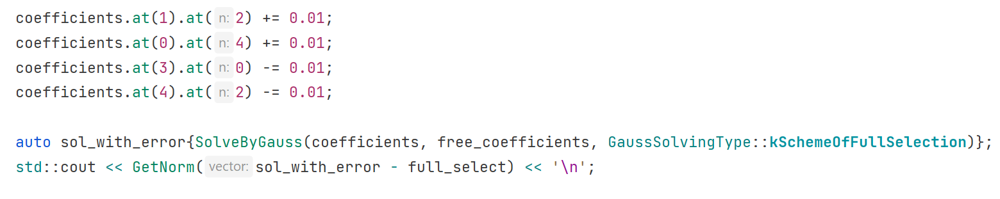 coefficients.at(1).at(n: 2) += 0.01;
coefficients.at(0).at(n: 4) += 0.01;
coefficients.at(3).at(n: 0) -= 0.01;
coefficients.at(4).at(n: 2) -= 0.01;
auto sol_with_error{SolveByGauss(coefficients, free_coefficients, GaussSolvingType::kSchemeOfFullSelection)};
std::cout << GetNorm(vector: sol_with_error - full_select) << '\n';